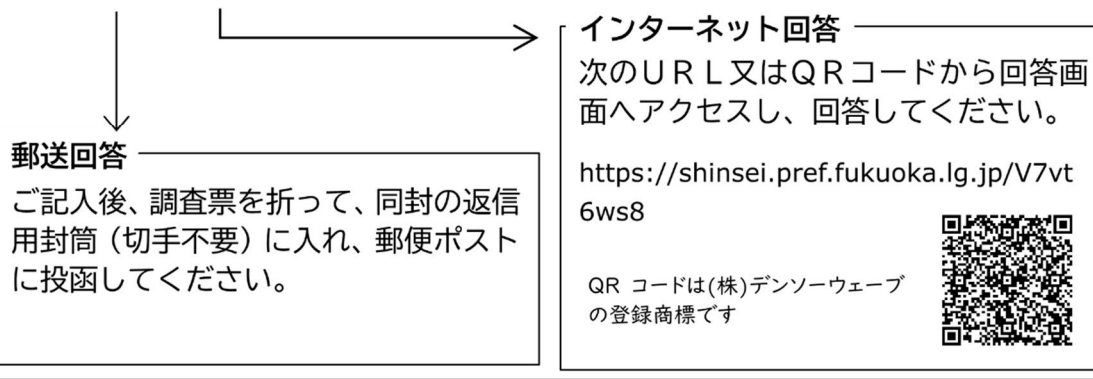 郵送回答
ご記入後、調査票を折って、同封の返信
用封筒（切手不要）に入れ、郵便ポスト
に投函してください。
インターネット回答
次のＵＲＬ又はＱＲコードから回答画
面へアクセスし、回答してください。
https://shinsei.pref.fukuoka.lg.jp/V7vt
6ws8
QR コードは(株)デンソーウェーブ
の登録商標です